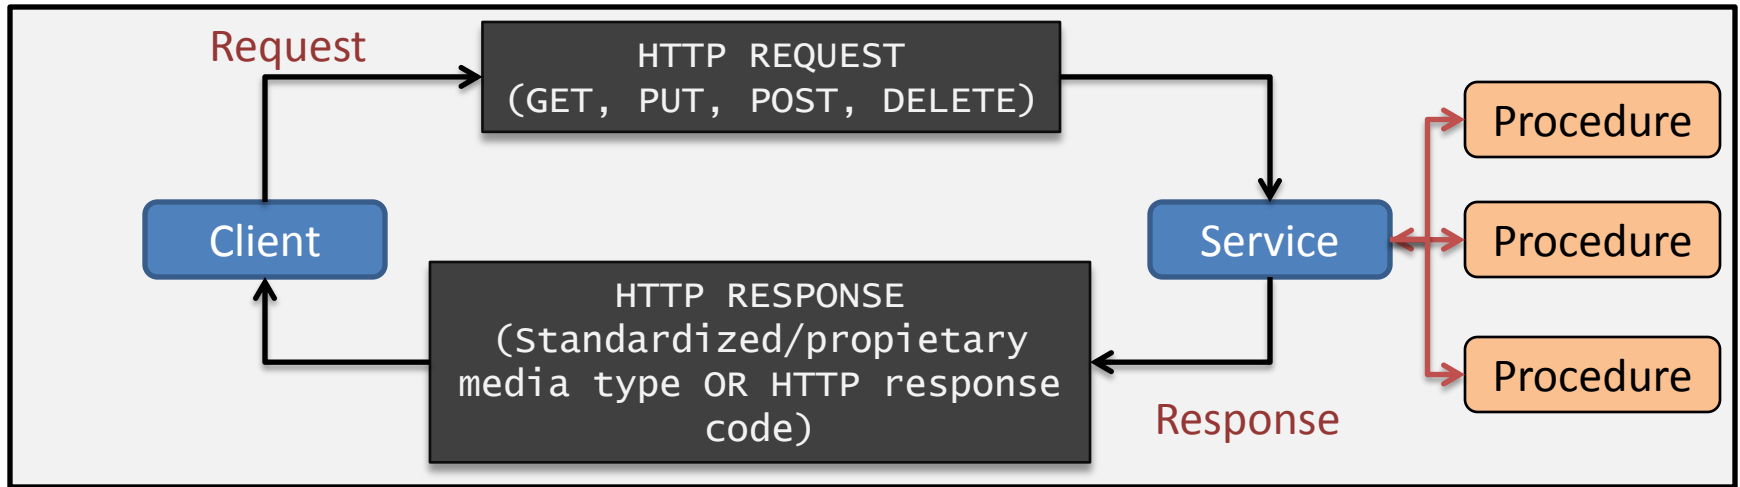 Request
HTTP REQUEST
(GET, PUT, POST, DELETE)
Procedure
Client
Service
Procedure
HTTP RESPONSE
(Standardized/propietary
media type OR HTTP response
code)
Procedure
Response